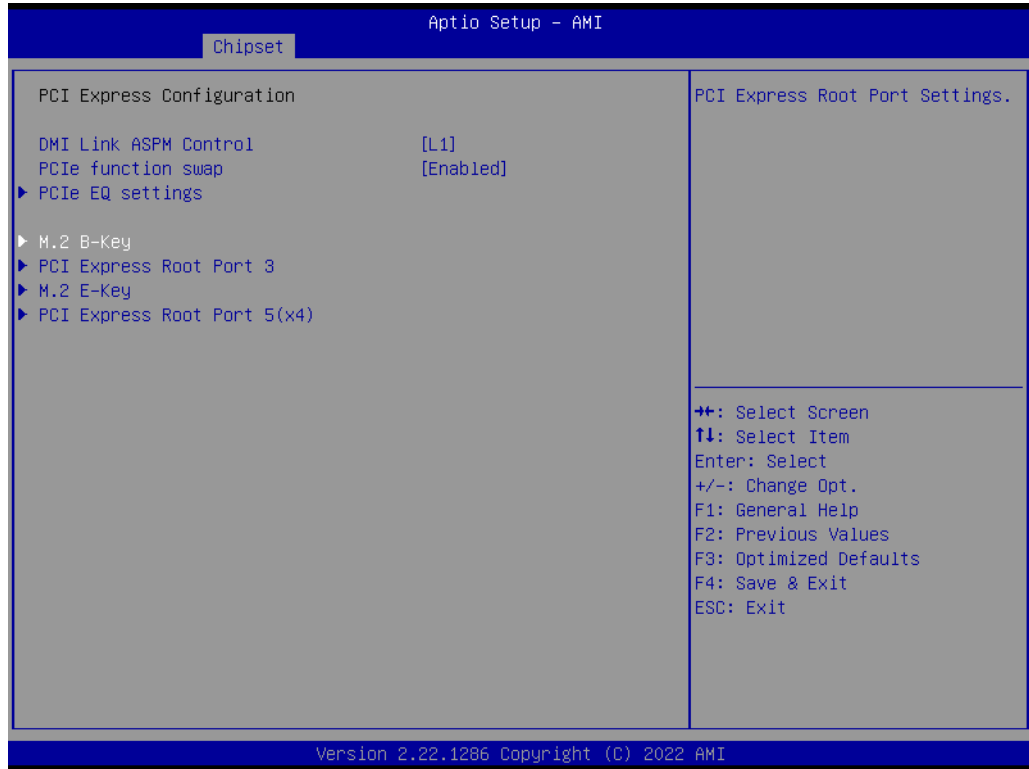 Aptio Setup – AMI
Chipset
PCI Express Configuration
DMI Link ASPM Control [L1]
PCIe function swap [Enabled]
▶ PCIe EQ settings
▶ M.2 B-Key
▶ PCI Express Root Port 3
▶ M.2 E-Key
▶ PCI Express Root Port 5(x4)
PCI Express Root Port Settings.
→←: Select Screen
↑↓: Select Item
Enter: Select
+/-: Change Opt.
F1: General Help
F2: Previous Values
F3: Optimized Defaults
F4: Save & Exit
ESC: Exit
Version 2.22.1286 Copyright (C) 2022 AMI